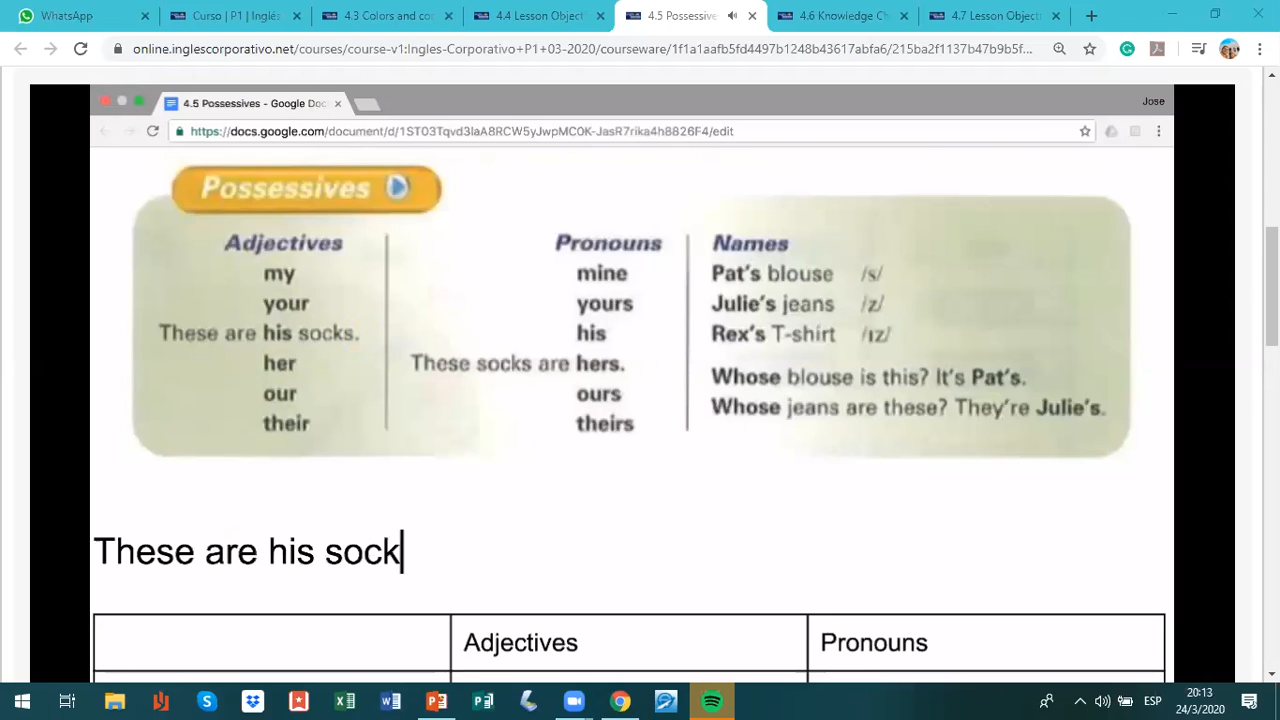 WhatsApp
Curso | P1 | Inglés
4.3 Colors and co
4.4 Lesson Object
4.5 Possessive
4.6 Knowledge Ch
4.7 Lesson Object
online.inglescorporativo.net/courses/course-v1:Ingles-Corporativo+P1+03-2020/courseware/1f1a1aafb5fd4497b1248b43617abfa6/215ba2f1137b47b9b5f...
4.5 Possessives - Google Doc
Jose
https://docs.google.com/document/d/1ST03Tqvd3laA8RCW5yJwpMC0K-JasR7rika4h8826F4/edit
Possessives
Adjectives
my
your
These are his socks.
her
our
their
Pronouns
mine
yours
his
These socks are hers.
ours
theirs
Names
Pat's blouse /s/
Julie's jeans /z/
Rex's T-shirt /ɪz/
Whose blouse is this? It's Pat's.
Whose jeans are these? They're Julie's.
These are his sock
Adjectives
Pronouns
ESP
20:13
24/3/2020